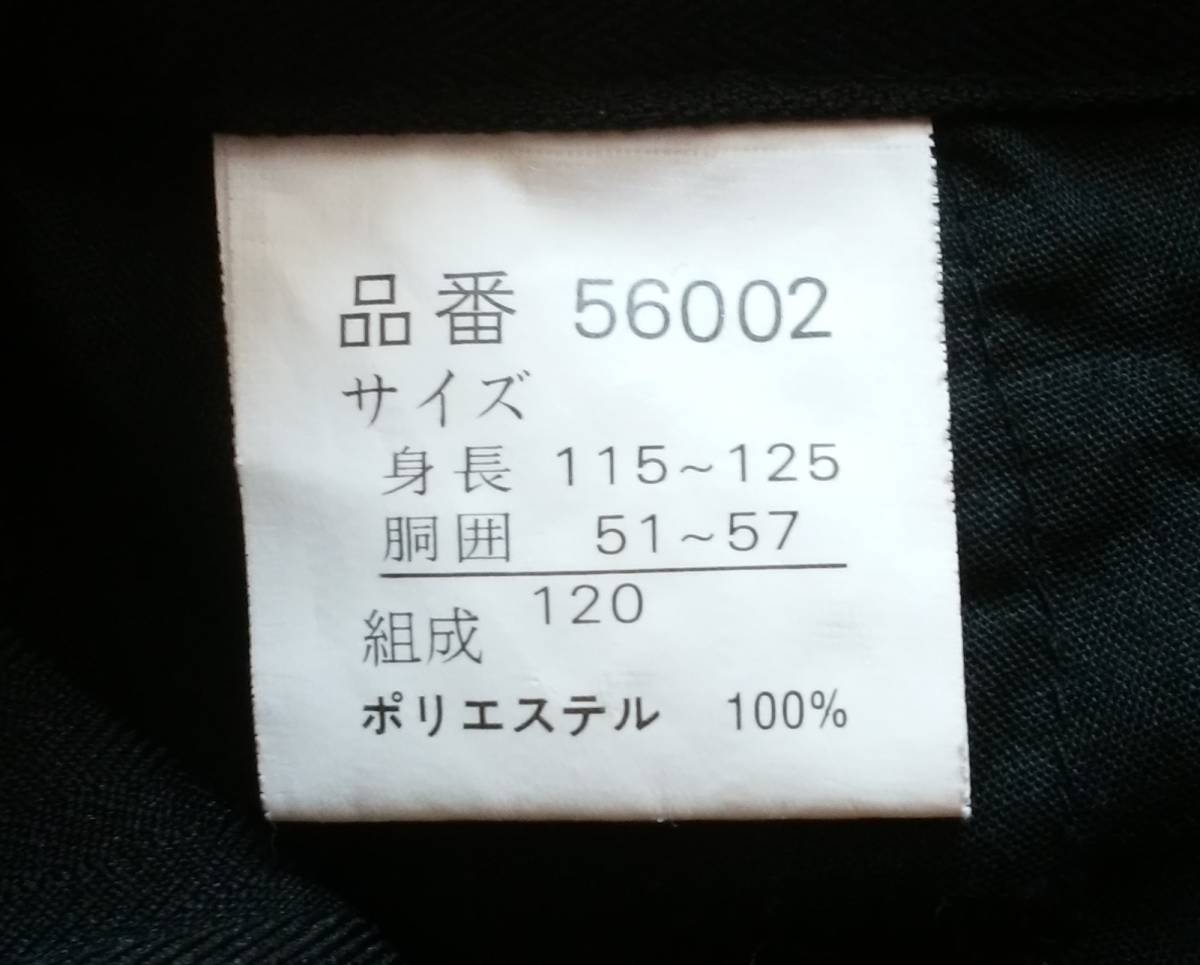 品番 56002
サイズ
身長 115~125
胴囲 51~57
120
組成
ポリエステル 100%